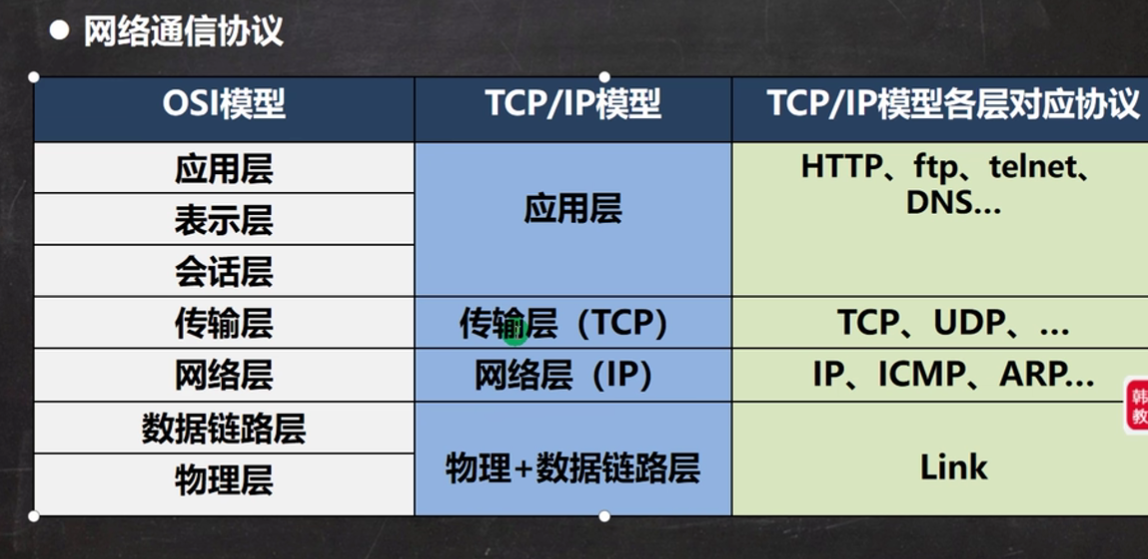 网络通信协议
OSI模型
TCP/IP模型
TCP/IP模型各层对应协议
应用层
表示层
会话层
应用层
HTTP、ftp、telnet、
DNS...
传输层
传输层（TCP）
TCP、UDP、...
网络层
网络层（IP）
IP、ICMP、ARP...
数据链路层
物理层
物理+数据链路层
Link
韩
教